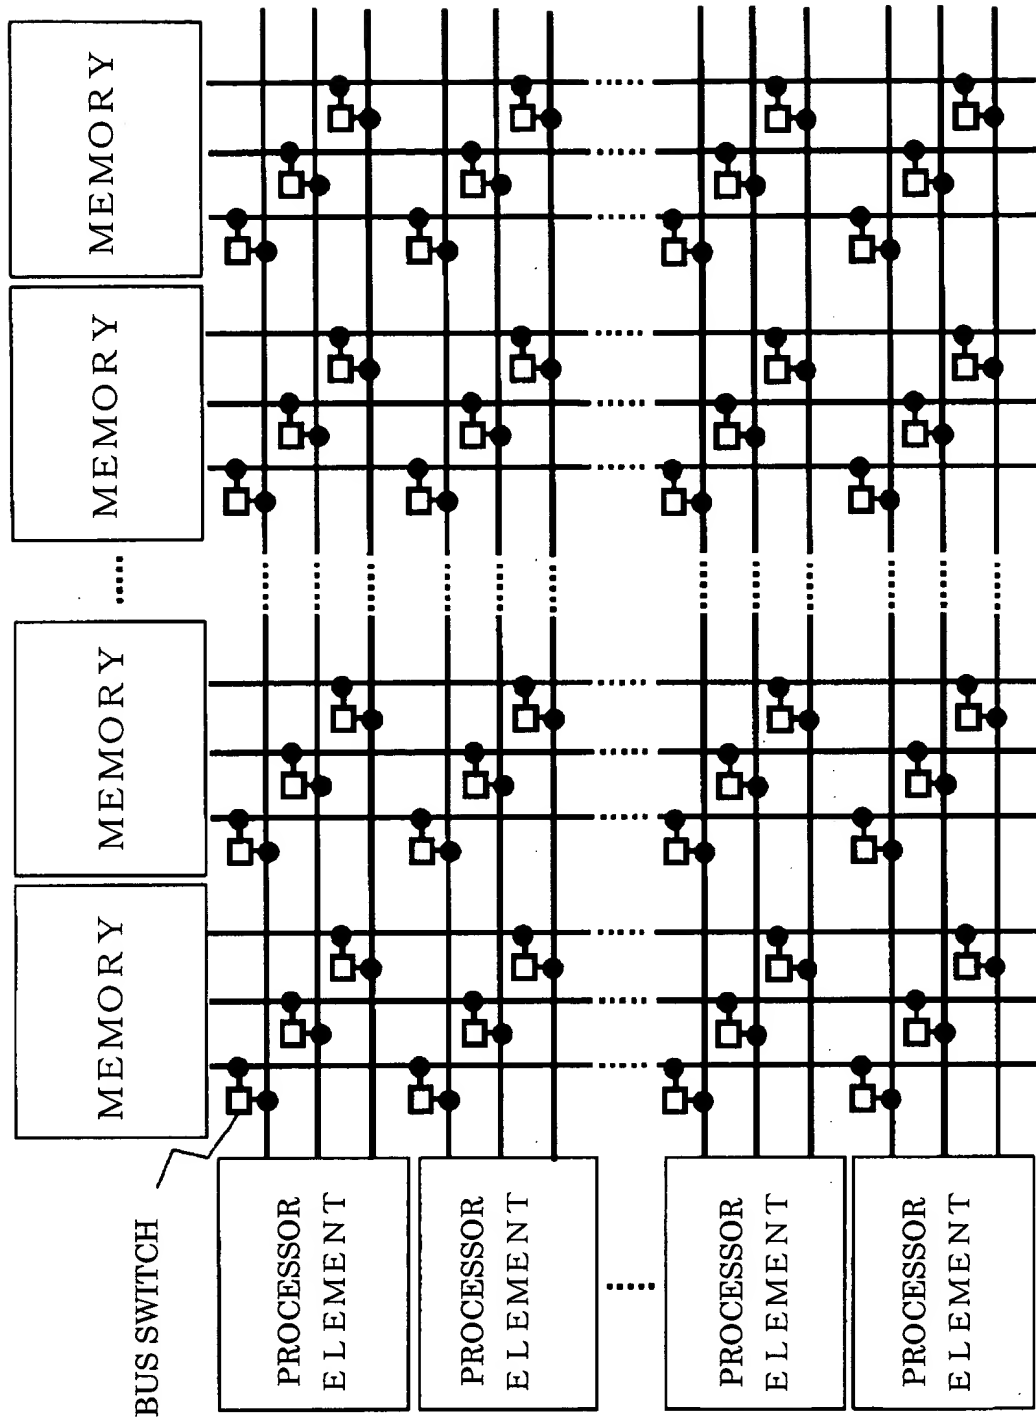 MEMORY
MEMORY
MEMORY
MEMORY
BUS SWITCH
PROCESSOR
ELEMENT
PROCESSOR
ELEMENT
PROCESSOR
ELEMENT
PROCESSOR
ELEMENT